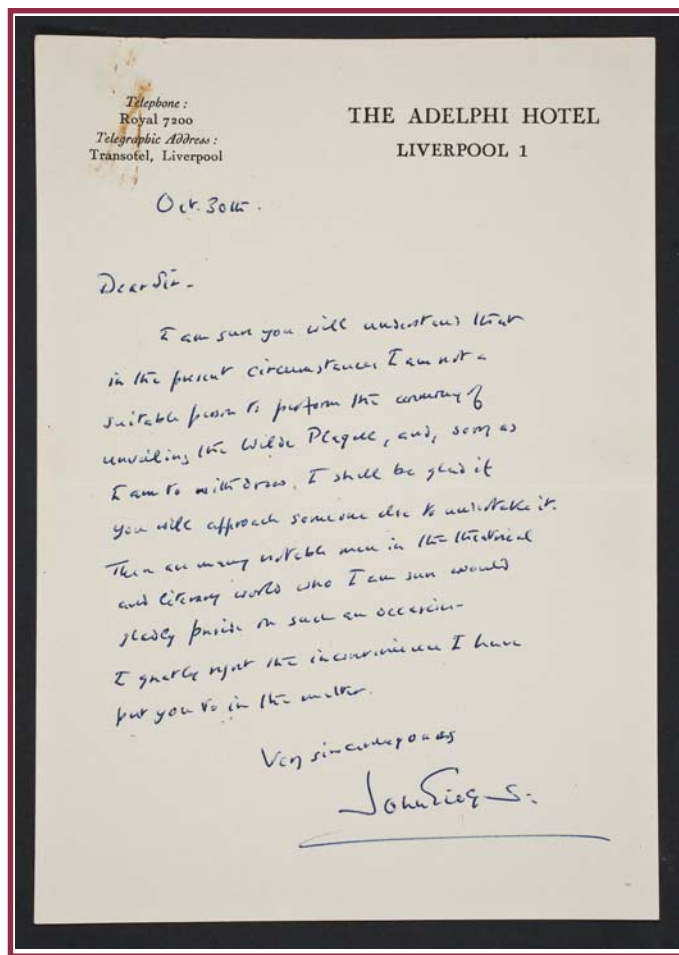 Telephone :
Royal 7200
Telegraphic Address :
Transotel, Liverpool
THE ADELPHI HOTEL
LIVERPOOL 1
Oct. 30th.
Dear Sir -
I am sure you will understand that
in the present circumstances I am not a
suitable person to perform the ceremony of
unveiling the Wilde Plaque, and, sorry as
I am to withdraw, I shall be glad if
you will approach someone else to undertake it.
There are many notable men in the theatrical
and literary world who I am sure would
gladly preside on such an occasion -
I greatly regret the inconvenience I have
put you to in the matter.
Very sincerely yours
John Gielgud.